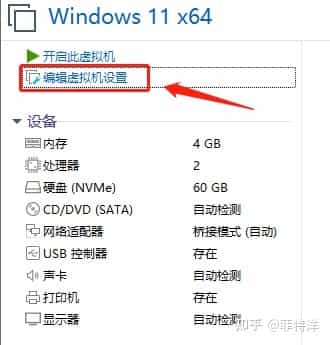 Windows 11 x64
开启此虚拟机
编辑虚拟机设置
设备
内存 4 GB
处理器 2
硬盘 (NVMe) 60 GB
CD/DVD (SATA) 自动检测
网络适配器 桥接模式 (自动)
USB 控制器 存在
声卡 自动检测
打印机 存在
显示器 自动检测
知乎 @菲特洋